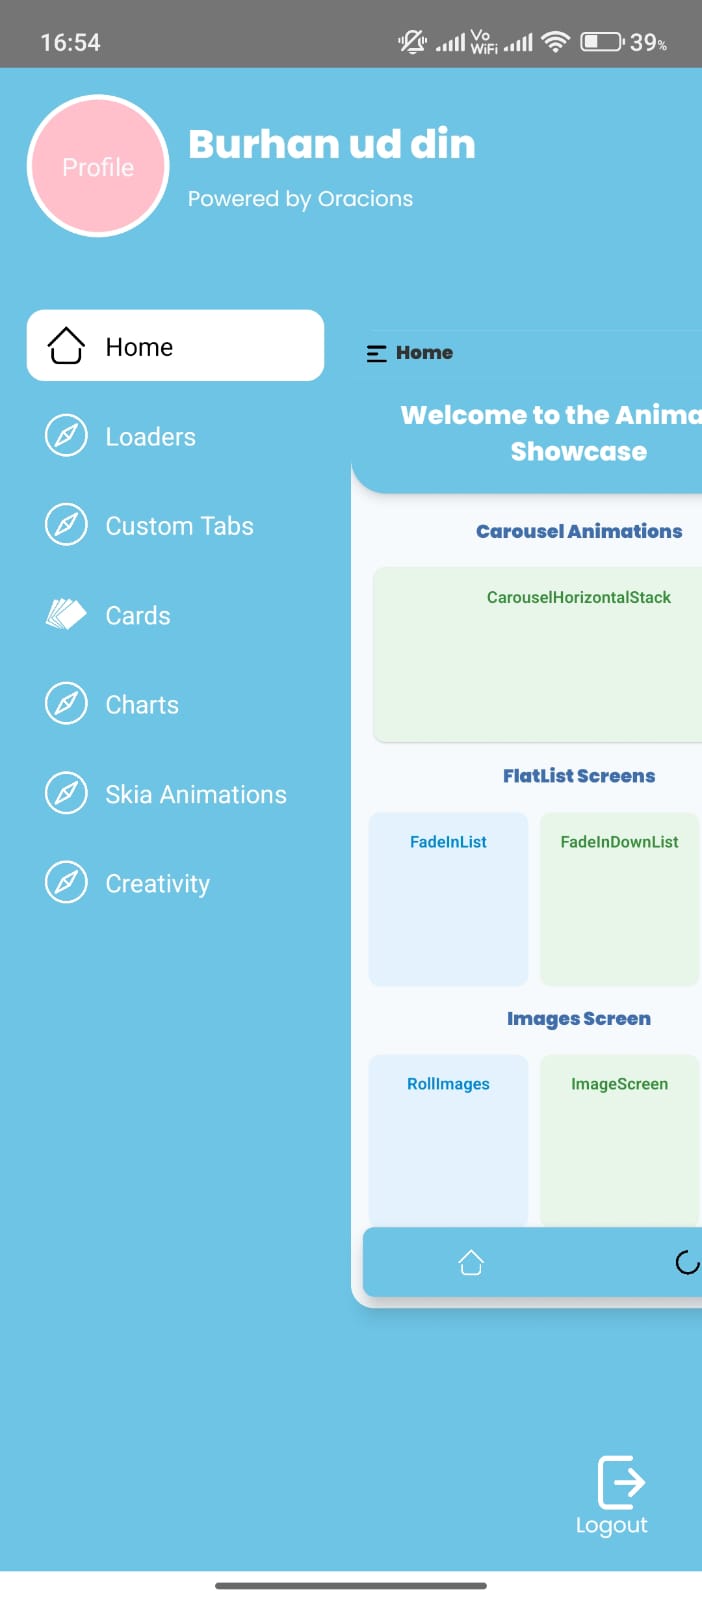 16:54
Vo
WiFi
39%
Profile
Burhan ud din
Powered by Oracions
Home
Loaders
Custom Tabs
Cards
Charts
Skia Animations
Creativity
Home
Welcome to the Anima
Showcase
Carousel Animations
CarouselHorizontalStack
FlatList Screens
FadeInList
FadeInDownList
Images Screen
RollImages
ImageScreen
Logout